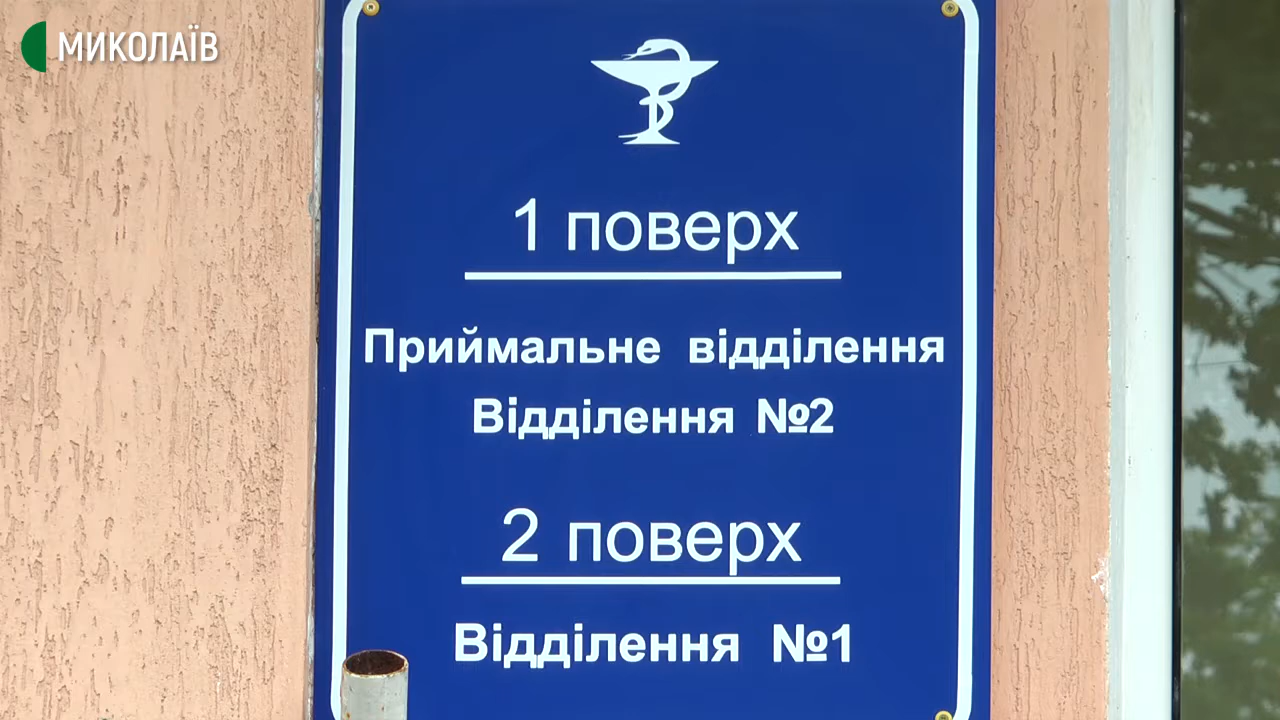 МИКОЛАЇВ
1 поверх
Приймальне відділення
Відділення №2
2 поверх
Відділення №1